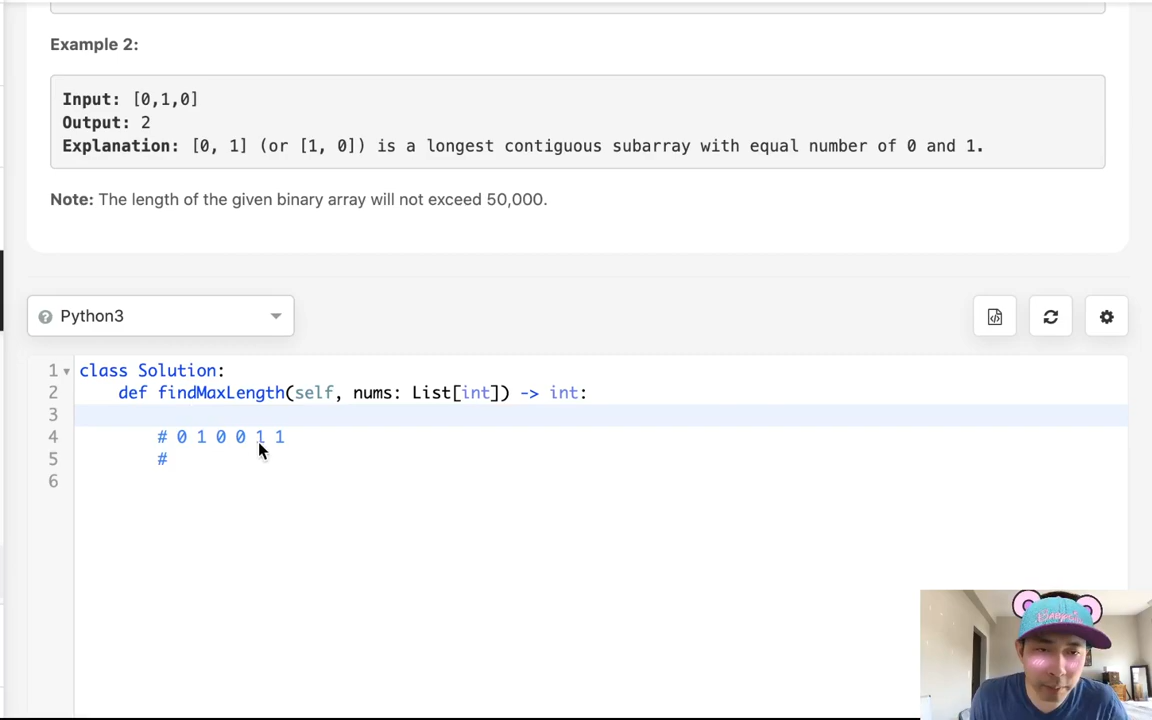 Example 2:
Input: [0,1,0]
Output: 2
Explanation: [0, 1] (or [1, 0]) is a longest contiguous subarray with equal number of 0 and 1.
Note: The length of the given binary array will not exceed 50,000.
Python3
1 class Solution:
2 def findMaxLength(self, nums: List[int]) -> int:
3
4 # 0 1 0 0 1 1
5 #
6